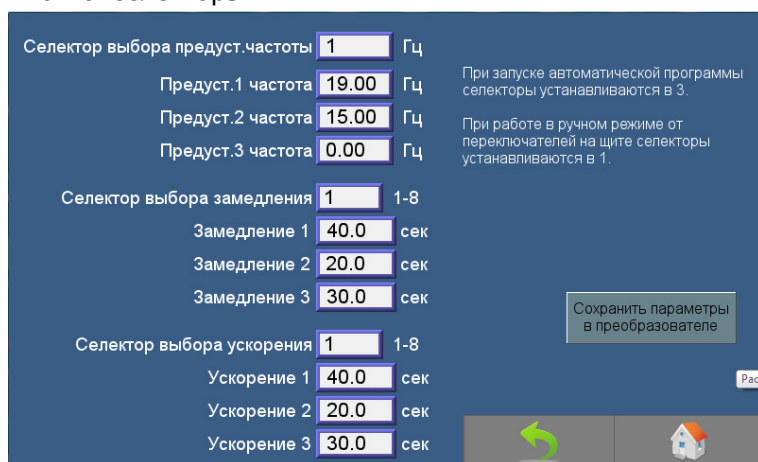 Селектор выбора предуст.частоты 1 Гц
Предуст.1 частота 19.00 Гц
Предуст.2 частота 15.00 Гц
Предуст.3 частота 0.00 Гц
При запуске автоматической программы
селекторы устанавливаются в 3.
При работе в ручном режиме от
переключателей на щите селекторы
устанавливаются в 1.
Селектор выбора замедления 1 1-8
Замедление 1 40.0 сек
Замедление 2 20.0 сек
Замедление 3 30.0 сек
Сохранить параметры
в преобразователе
Селектор выбора ускорения 1 1-8
Ускорение 1 40.0 сек
Ускорение 2 20.0 сек
Ускорение 3 30.0 сек
Рас